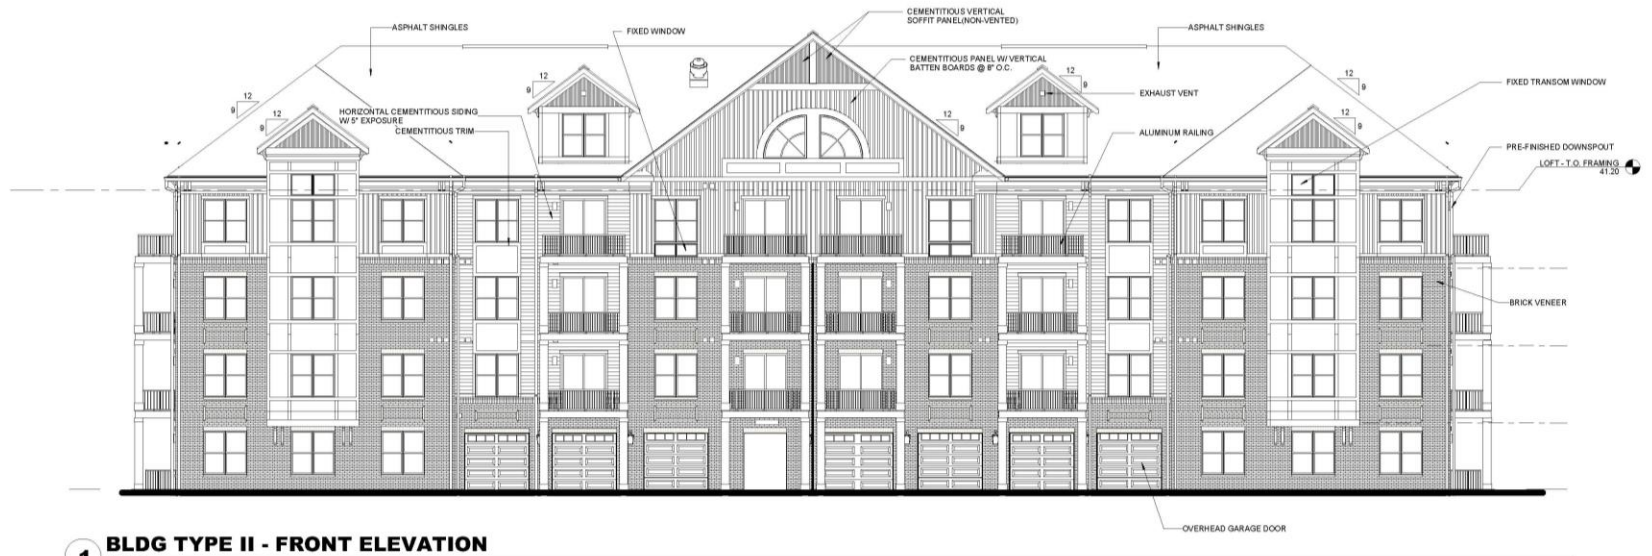 CEMENTITIOUS VERTICAL
SOFFIT PANEL(NON-VENTED)
ASPHALT SHINGLES
FIXED WINDOW
ASPHALT SHINGLES
CEMENTITIOUS PANEL W/ VERTICAL
BATTEN BOARDS @ 8" O.C.
12
9
12
9
12
9
12
9
FIXED TRANSOM WINDOW
EXHAUST VENT
12
9
HORIZONTAL CEMENTITIOUS SIDING
W/ 5" EXPOSURE
12
9
12
9
12
9
CEMENTITIOUS TRIM
ALUMINUM RAILING
PRE-FINISHED DOWNSPOUT
LOFT - T.O. FRAMING
41.20
BRICK VENEER
OVERHEAD GARAGE DOOR
1
BLDG TYPE II - FRONT ELEVATION